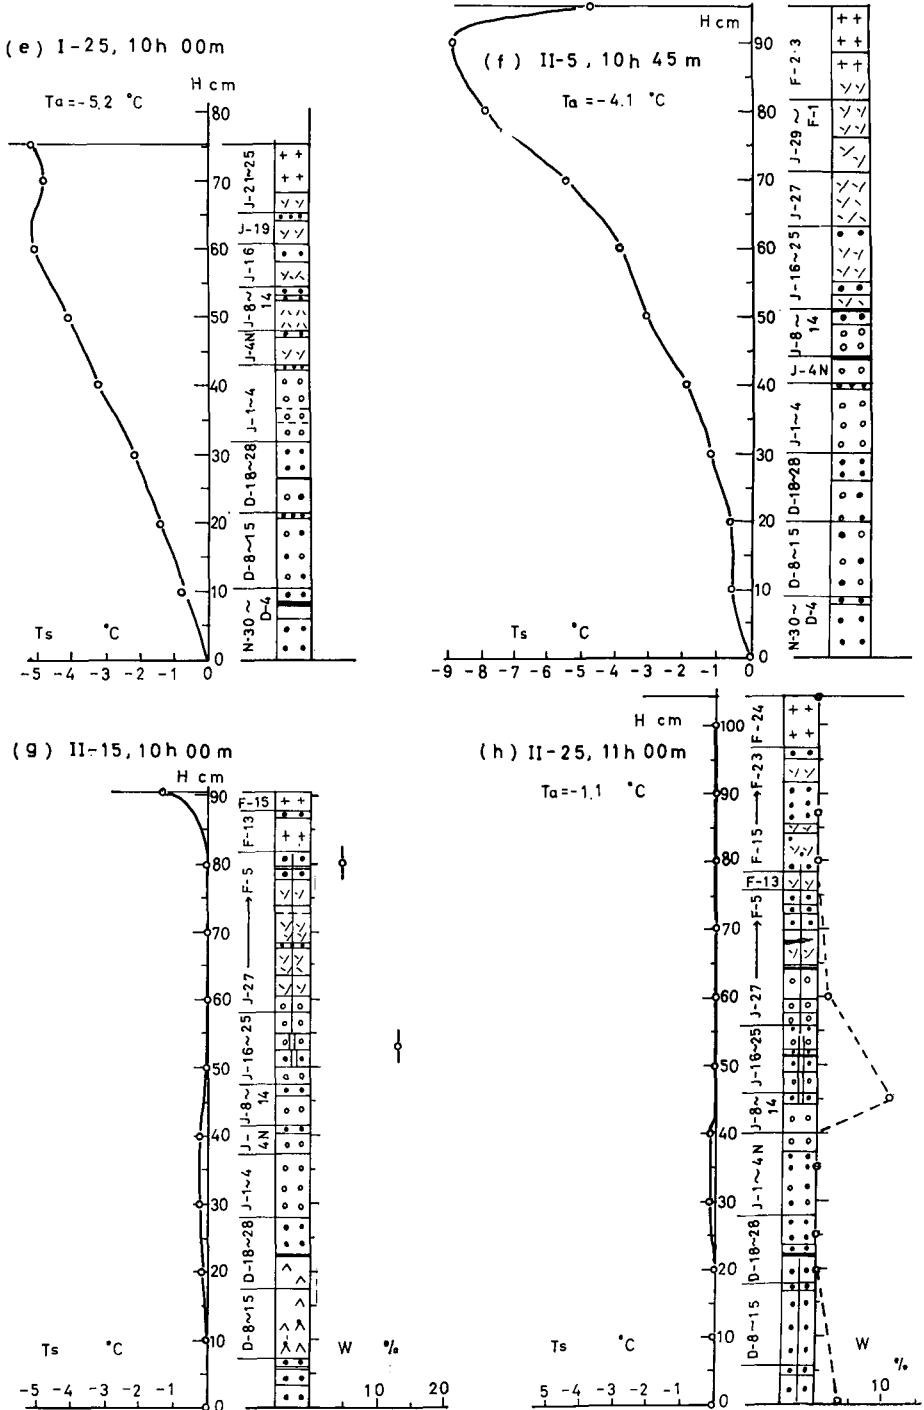 (e) I-25, 10h 00m
Ta=-5.2 °C
H cm
80
70
60
50
40
30
20
10
0
J-21~25
J-19
J-16
J-8~14
J-4N
J-1~4
D-18~28
D-8~15
N-30~D-4
Ts °C
-5 -4 -3 -2 -1 0
(f) II-5, 10h 45m
Ta=-4.1 °C
H cm
90
80
70
60
50
40
30
20
10
0
F-2·3
J-29~F-1
J-27
J-16~25
J-8~14
J-4N
J-1~4
D-18~28
D-8~15
N-30~D-4
Ts °C
-9 -8 -7 -6 -5 -4 -3 -2 -1 0
(g) II-15, 10h 00m
H cm
90
80
70
60
50
40
30
20
10
0
F-15
F-13
J-27 → F-5
J-16~25
J-8~14
J-4N
J-1~4
D-18~28
D-8~15
Ts °C
W %
-5 -4 -3 -2 -1 0
10 20
(h) II-25, 11h 00m
Ta=-1.1 °C
H cm
100
90
80
70
60
50
40
30
20
10
0
F-24
F-15 → F-23
F-13
J-27 → F-5
J-16~25
J-8~14
J-1~4N
D-18~28
D-8~15
Ts °C
W
10 %
5 -4 -3 -2 -1